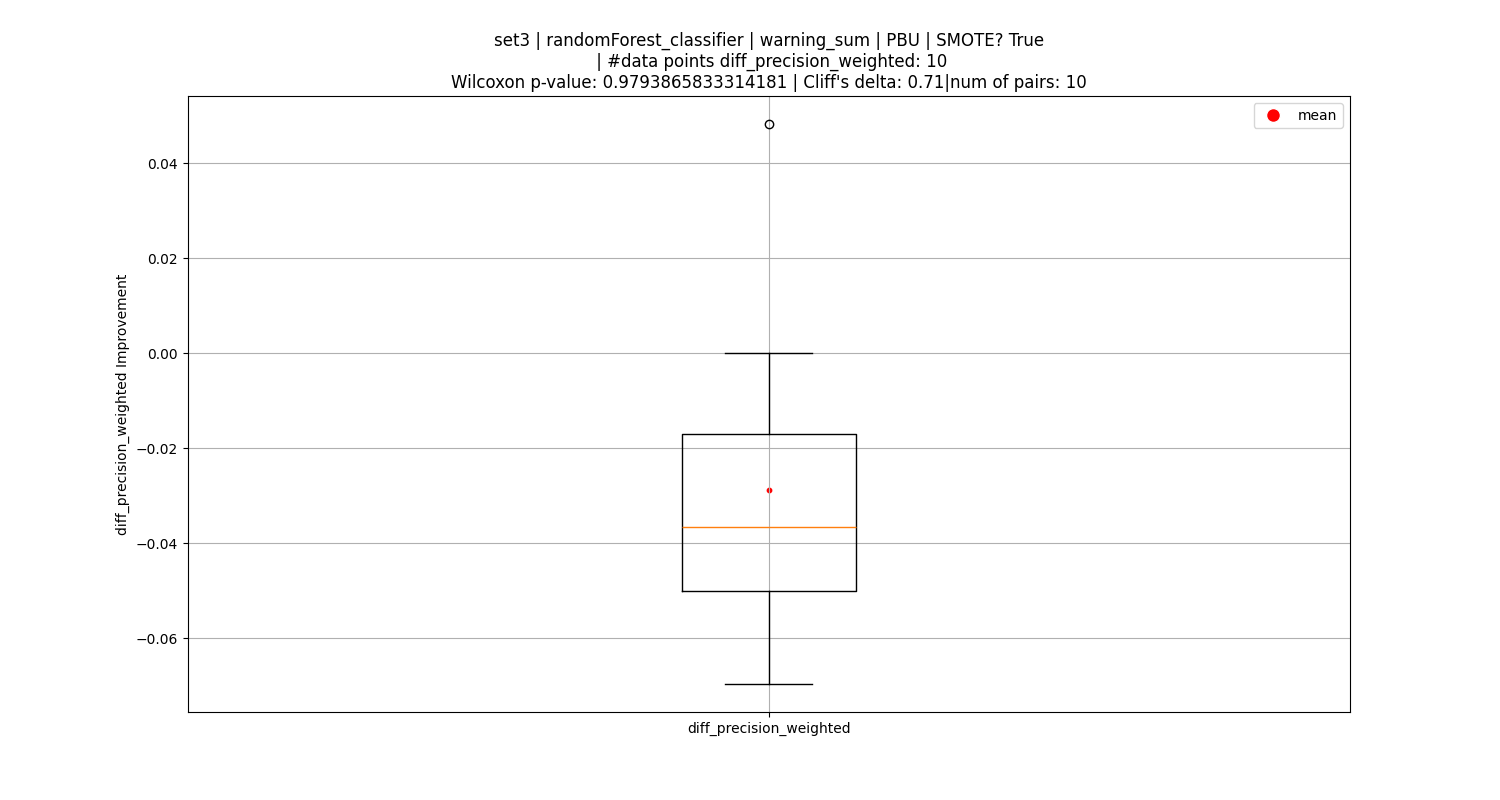 set3 | randomForest_classifier | warning_sum | PBU | SMOTE? True
| #data points diff_precision_weighted: 10
Wilcoxon p-value: 0.9793865833314181 | Cliff's delta: 0.71|num of pairs: 10
mean
0.04
0.02
0.00
−0.02
−0.04
−0.06
diff_precision_weighted Improvement
diff_precision_weighted